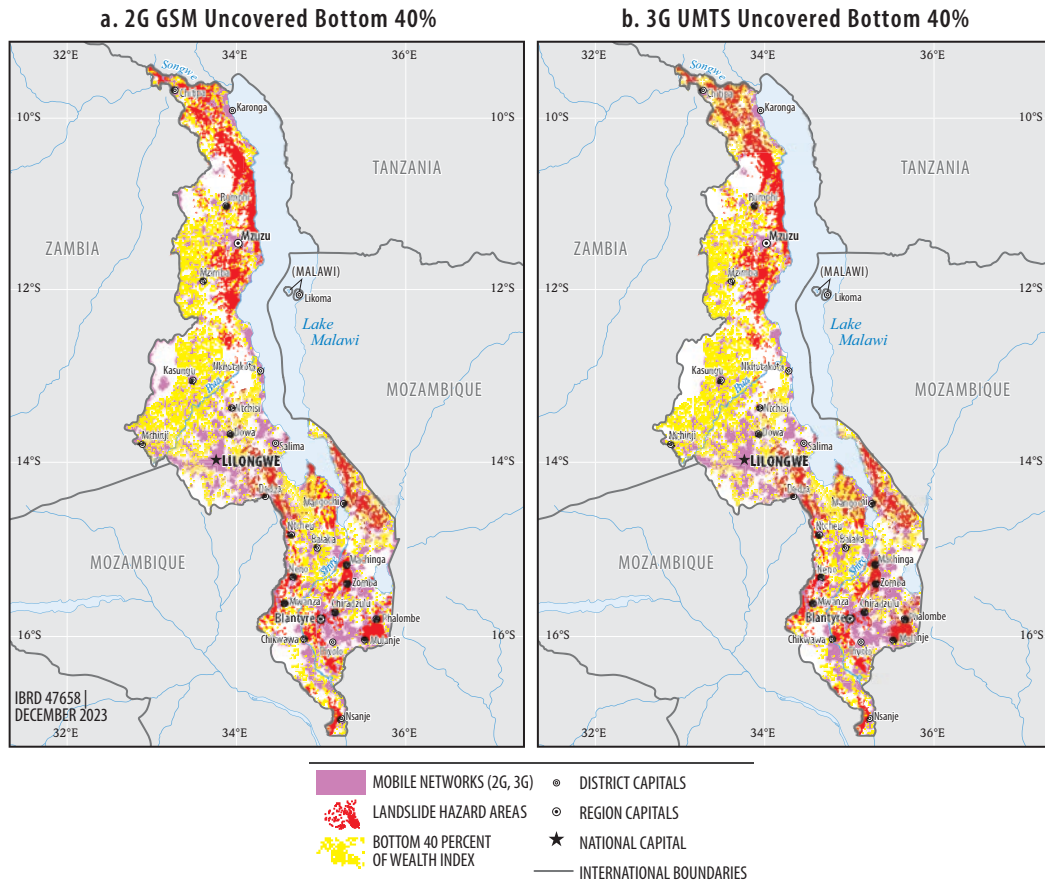 a. 2G GSM Uncovered Bottom 40%
32°E
34°E
36°E
Songwe
Chitipa
Karonga
10°S
10°S
TANZANIA
Rumphi
ZAMBIA
Mzuzu
(MALAWI)
Mzimba
12°S
12°S
Likoma
Lake
Malawi
Nkhotakota
Kasungu
MOZAMBIQUE
Bua
Ntchisi
Mchinji
Dowa
Salima
14°S
LILONGWE
14°S
Dedza
Mangochi
Ntcheu
Balaka
MOZAMBIQUE
Machinga
Neno
Shire
Zomba
Mwanza
Chiradzulu
Blantyre
Phalombe
16°S
Chikwawa
Mulanje
16°S
Thyolo
IBRD 47658 |
DECEMBER 2023
Nsanje
32°E
34°E
36°E
b. 3G UMTS Uncovered Bottom 40%
32°E
34°E
36°E
Songwe
Chitipa
Karonga
10°S
10°S
TANZANIA
Rumphi
ZAMBIA
Mzuzu
(MALAWI)
Mzimba
12°S
12°S
Likoma
Lake
Malawi
Nkhotakota
Kasungu
MOZAMBIQUE
Bua
Ntchisi
Mchinji
Dowa
Salima
14°S
LILONGWE
14°S
Dedza
Mangochi
Ntcheu
Balaka
MOZAMBIQUE
Machinga
Neno
Shire
Zomba
Mwanza
Chiradzulu
Blantyre
Phalombe
16°S
Chikwawa
Mulanje
16°S
Thyolo
Nsanje
32°E
34°E
36°E
MOBILE NETWORKS (2G, 3G)
LANDSLIDE HAZARD AREAS
BOTTOM 40 PERCENT
OF WEALTH INDEX
DISTRICT CAPITALS
REGION CAPITALS
NATIONAL CAPITAL
INTERNATIONAL BOUNDARIES